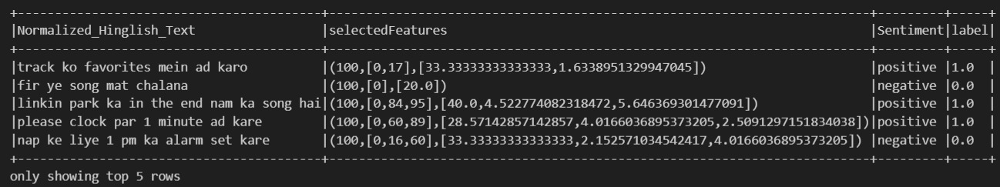 +----------------------------------------+----------------------------------------------------------------------+---------+-----+
|Normalized_Hinglish_Text                |selectedFeatures                                                      |Sentiment|label|
+----------------------------------------+----------------------------------------------------------------------+---------+-----+
|track ko favorites mein ad karo         |(100,[0,17],[33.33333333333333,1.6338951329947045])                   |positive |1.0  |
|fir ye song mat chalana                 |(100,[0],[20.0])                                                      |negative |0.0  |
|linkin park ka in the end nam ka song hai|(100,[0,84,95],[40.0,4.522774082318472,5.646369301477091])            |positive |1.0  |
|please clock par 1 minute ad kare       |(100,[0,60,89],[28.57142857142857,4.0166036895373205,2.5091297151834038])|positive |1.0  |
|nap ke liye 1 pm ka alarm set kare      |(100,[0,16,60],[33.33333333333333,2.152571034542417,4.0166036895373205]) |negative |0.0  |
+----------------------------------------+----------------------------------------------------------------------+---------+-----+
only showing top 5 rows